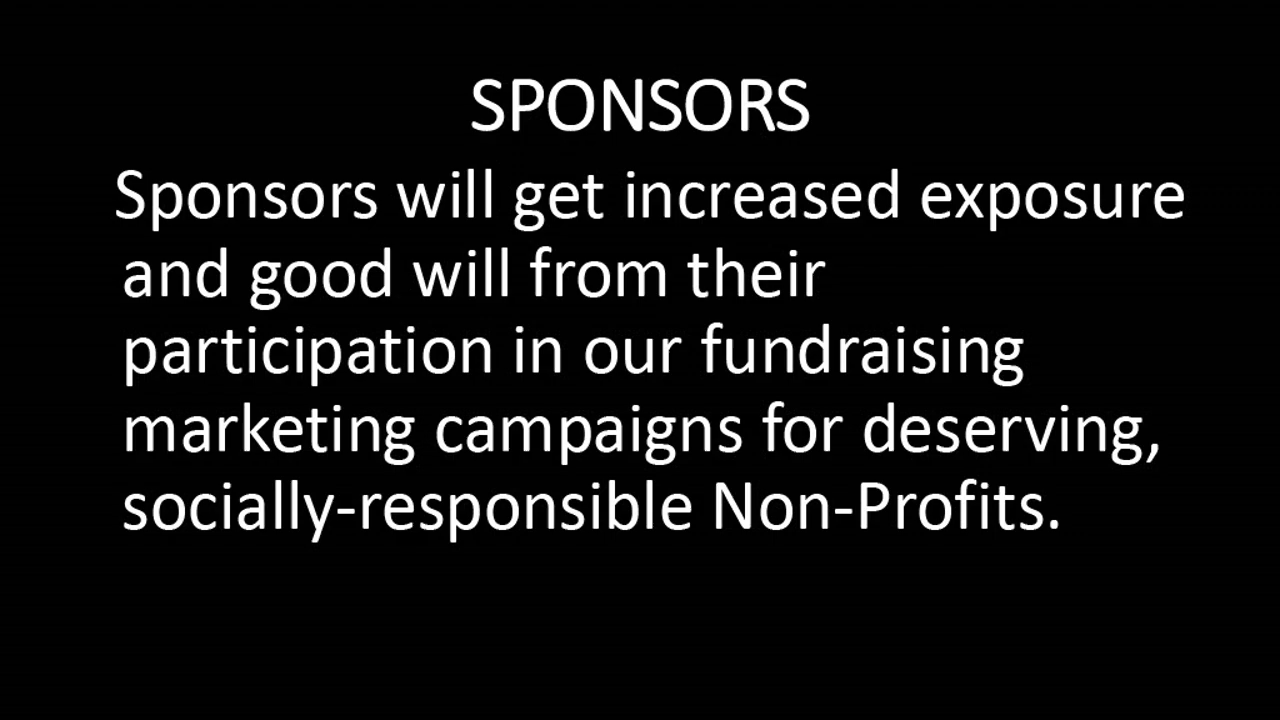 SPONSORS
Sponsors will get increased exposure
and good will from their
participation in our fundraising
marketing campaigns for deserving,
socially-responsible Non-Profits.